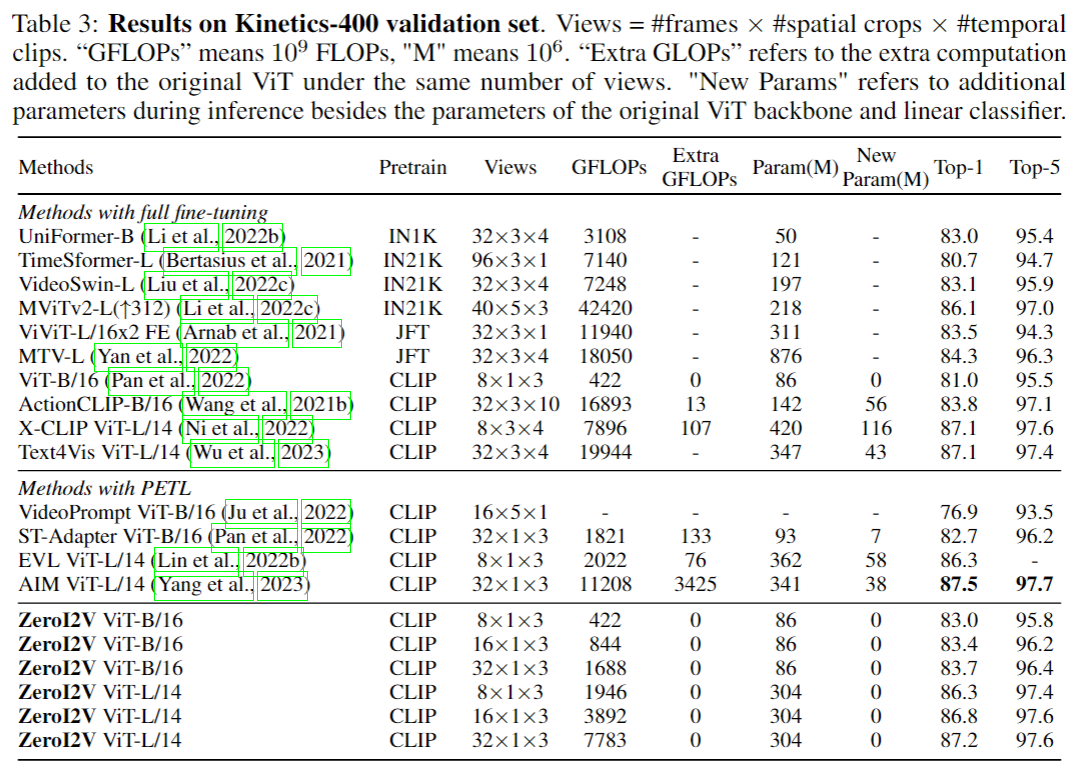 Table 3: Results on Kinetics-400 validation set. Views = #frames × #spatial crops × #temporal
clips. “GFLOPs” means 10⁹ FLOPs, "M" means 10⁶. “Extra GLOPs” refers to the extra computation
added to the original ViT under the same number of views. "New Params" refers to additional
parameters during inference besides the parameters of the original ViT backbone and linear classifier.
Methods Pretrain Views GFLOPs Extra GFLOPs Param(M) New Param(M) Top-1 Top-5
Methods with full fine-tuning
UniFormer-B (Li et al., 2022b) IN1K 32×3×4 3108 - 50 - 83.0 95.4
TimeSformer-L (Bertasius et al., 2021) IN21K 96×3×1 7140 - 121 - 80.7 94.7
VideoSwin-L (Liu et al., 2022c) IN21K 32×3×4 7248 - 197 - 83.1 95.9
MViTv2-L(↑312) (Li et al., 2022c) IN21K 40×5×3 42420 - 218 - 86.1 97.0
ViViT-L/16x2 FE (Arnab et al., 2021) JFT 32×3×1 11940 - 311 - 83.5 94.3
MTV-L (Yan et al., 2022) JFT 32×3×4 18050 - 876 - 84.3 96.3
ViT-B/16 (Pan et al., 2022) CLIP 8×1×3 422 0 86 0 81.0 95.5
ActionCLIP-B/16 (Wang et al., 2021b) CLIP 32×3×10 16893 13 142 56 83.8 97.1
X-CLIP ViT-L/14 (Ni et al., 2022) CLIP 8×3×4 7896 107 420 116 87.1 97.6
Text4Vis ViT-L/14 (Wu et al., 2023) CLIP 32×3×4 19944 - 347 43 87.1 97.4
Methods with PETL
VideoPrompt ViT-B/16 (Ju et al., 2022) CLIP 16×5×1 - - - - 76.9 93.5
ST-Adapter ViT-B/16 (Pan et al., 2022) CLIP 32×1×3 1821 133 93 7 82.7 96.2
EVL ViT-L/14 (Lin et al., 2022b) CLIP 8×1×3 2022 76 362 58 86.3 -
AIM ViT-L/14 (Yang et al., 2023) CLIP 32×1×3 11208 3425 341 38 87.5 97.7
ZeroI2V ViT-B/16 CLIP 8×1×3 422 0 86 0 83.0 95.8
ZeroI2V ViT-B/16 CLIP 16×1×3 844 0 86 0 83.4 96.2
ZeroI2V ViT-B/16 CLIP 32×1×3 1688 0 86 0 83.7 96.4
ZeroI2V ViT-L/14 CLIP 8×1×3 1946 0 304 0 86.3 97.4
ZeroI2V ViT-L/14 CLIP 16×1×3 3892 0 304 0 86.8 97.6
ZeroI2V ViT-L/14 CLIP 32×1×3 7783 0 304 0 87.2 97.6